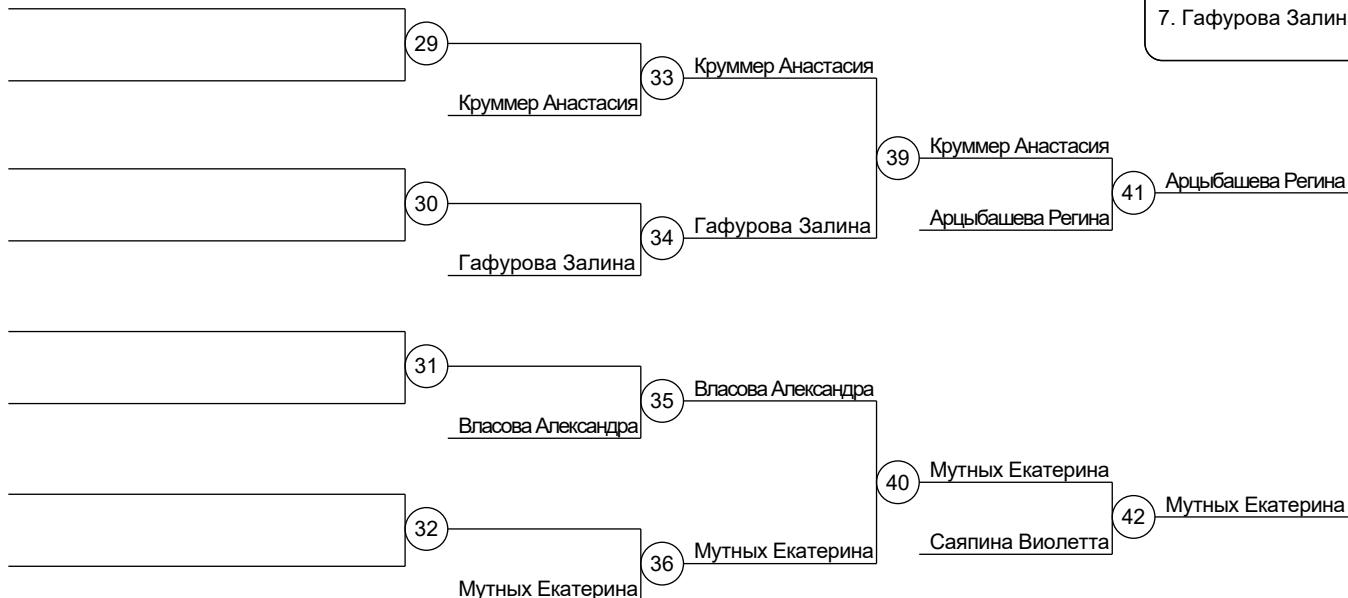 7. Гафурова Залин
29
Круммер Анастасия
33
Круммер Анастасия
30
Гафурова Залина
34
Гафурова Залина
39
Круммер Анастасия
Арцыбашева Регина
41
Арцыбашева Регина
31
Власова Александра
35
Власова Александра
32
Мутных Екатерина
36
Мутных Екатерина
40
Мутных Екатерина
Саяпина Виолетта
42
Мутных Екатерина